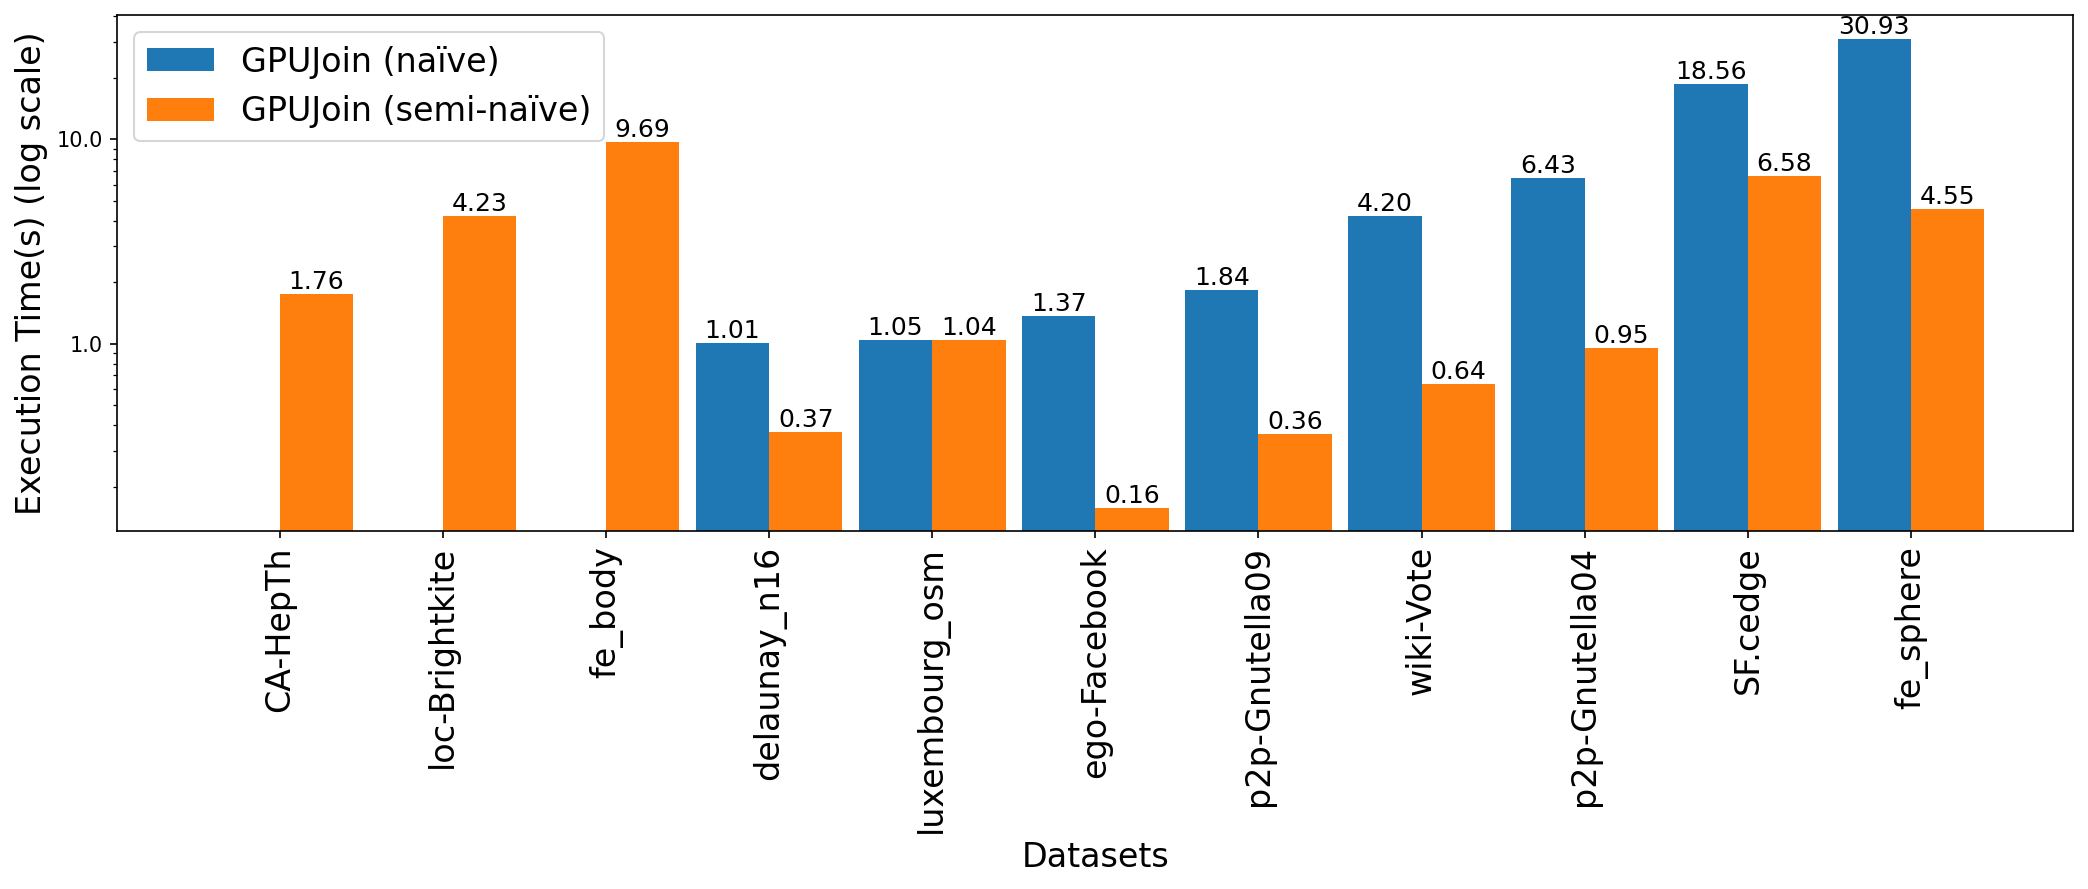 Execution Time(s) (log scale)
10.0
1.0
GPUJoin (naïve)
GPUJoin (semi-naïve)
1.76
4.23
9.69
1.01
0.37
1.05
1.04
1.37
0.16
1.84
0.36
4.20
0.64
6.43
0.95
18.56
6.58
30.93
4.55
CA-HepTh
loc-Brightkite
fe_body
delaunay_n16
luxembourg_osm
ego-Facebook
p2p-Gnutella09
wiki-Vote
p2p-Gnutella04
SF.cedge
fe_sphere
Datasets